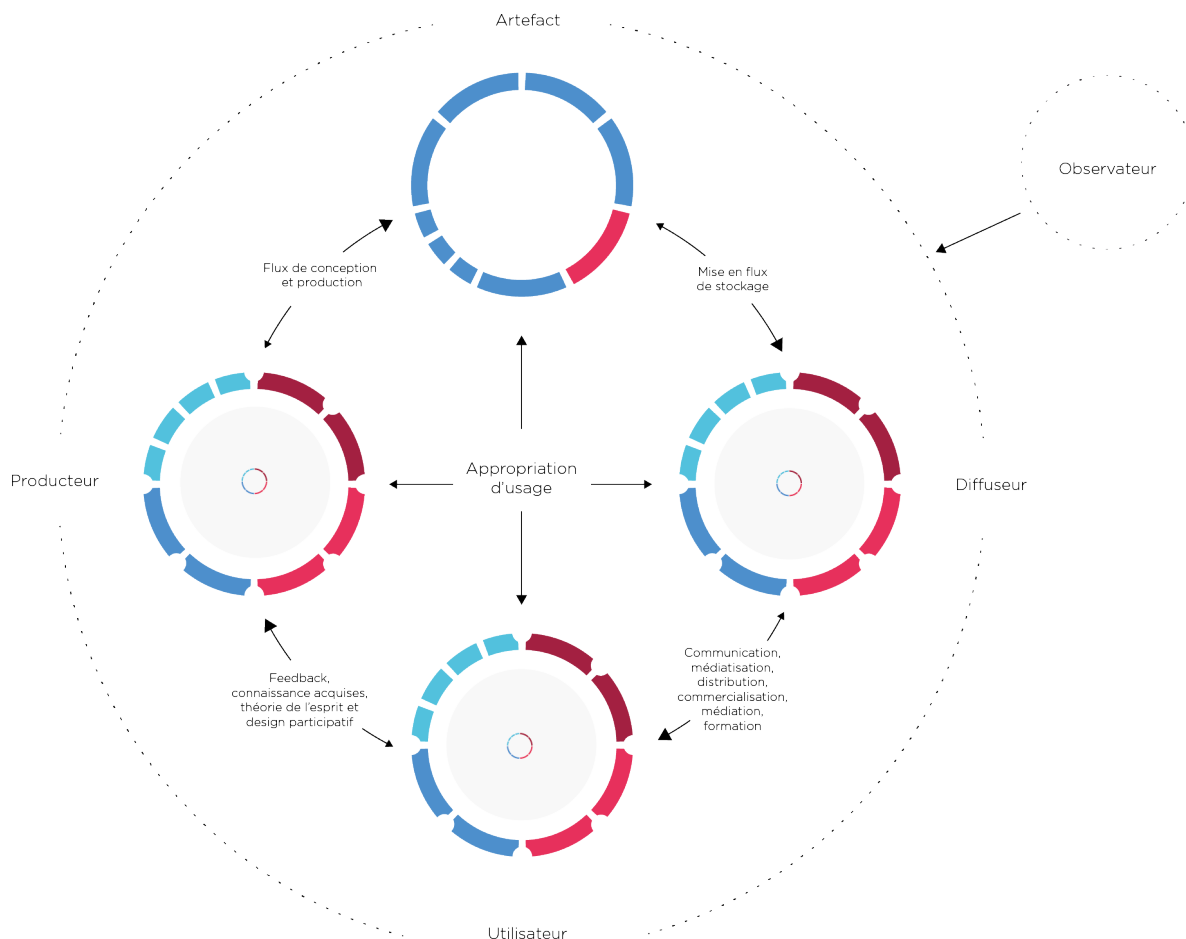 Artefact
Observateur
Flux de conception
et production
Mise en flux
de stockage
Producteur
Appropriation
d'usage
Diffuseur
Feedback,
connaissance acquises,
théorie de l'esprit et
design participatif
Communication,
médiatisation,
distribution,
commercialisation,
médiation,
formation
Utilisateur